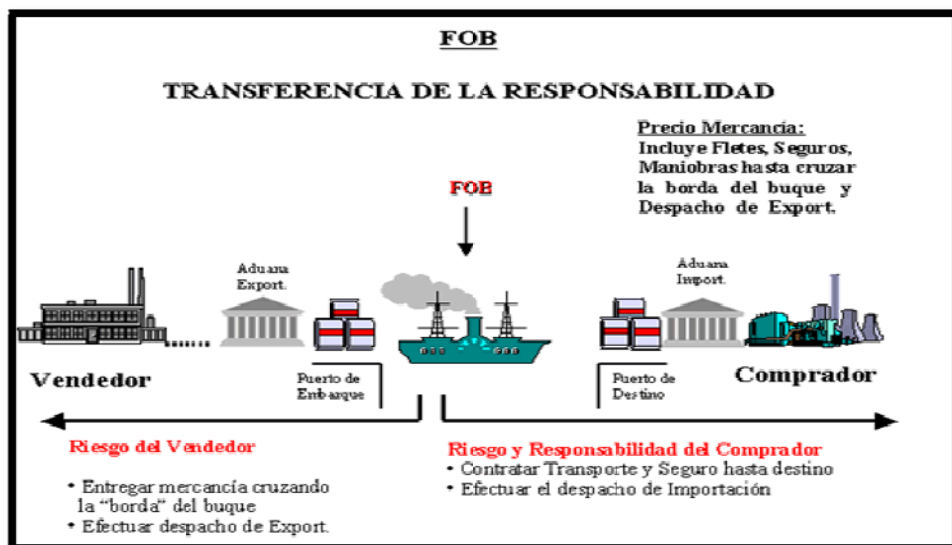 FOB
TRANSFERENCIA DE LA RESPONSABILIDAD
Precio Mercancía:
Incluye Fletes, Seguros,
Maniobras hasta cruzar
la borda del buque y
Despacho de Export.
FOB
Aduana
Export.
Aduana
Import.
Vendedor
Puerto de
Embarque
Puerto de
Destino
Comprador
Riesgo del Vendedor
• Entregar mercancía cruzando
la "borda" del buque
• Efectuar despacho de Export.
Riesgo y Responsabilidad del Comprador
• Contratar Transporte y Seguro hasta destino
• Efectuar el despacho de Importación